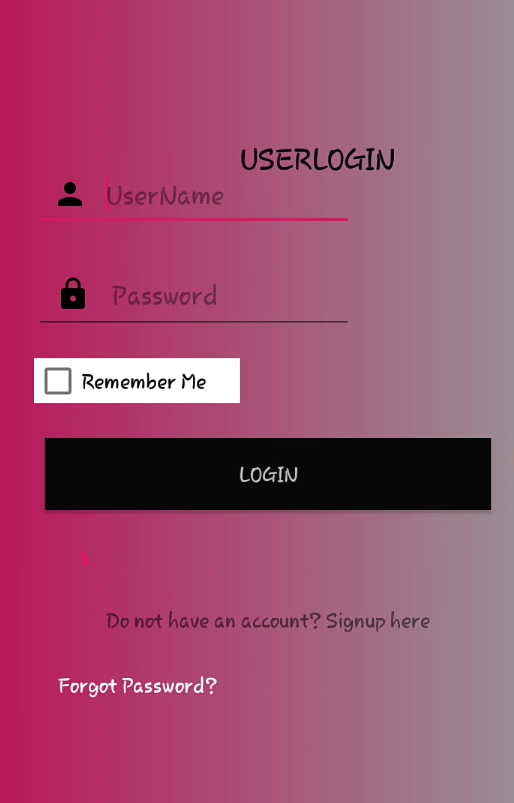 USERLOGIN
UserName
Password
Remember Me
LOGIN
Do not have an account? Signup here
Forgot Password?